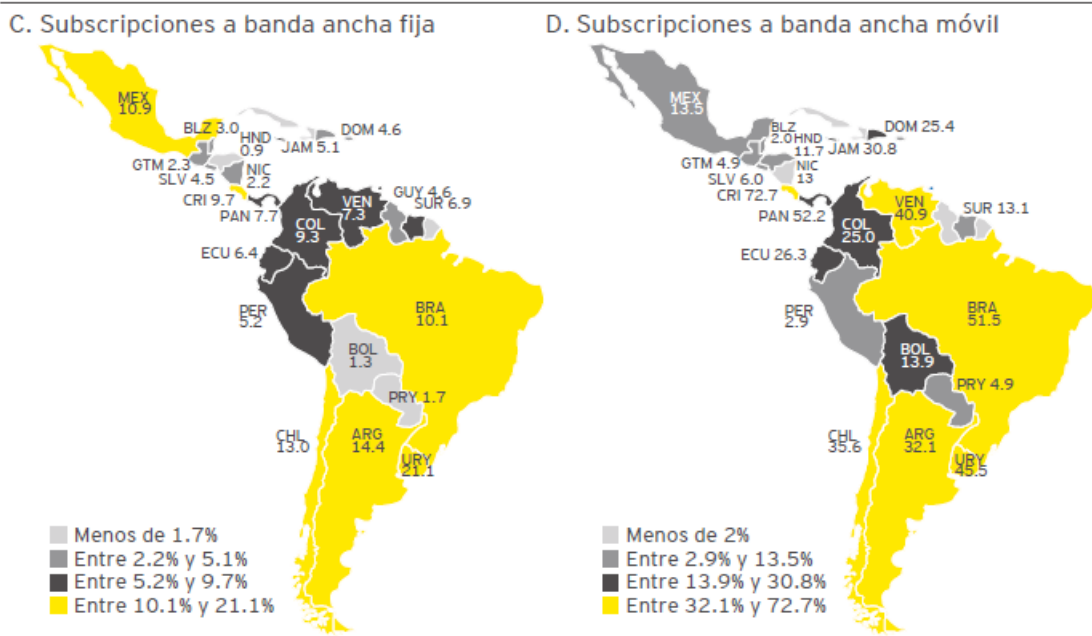 C. Subscripciones a banda ancha fija
MEX
10.9
BLZ 3.0
HND
0.9
DOM 4.6
JAM 5.1
GTM 2.3
SLV 4.5
NIC
2.2
CRI 9.7
PAN 7.7
VEN
7.3
GUY 4.6
SUR 6.9
COL
9.3
ECU 6.4
PER
5.2
BRA
10.1
BOL
1.3
PRY 1.7
CHL
13.0
ARG
14.4
URY
21.1
Menos de 1.7%
Entre 2.2% y 5.1%
Entre 5.2% y 9.7%
Entre 10.1% y 21.1%
D. Subscripciones a banda ancha móvil
MEX
13.5
BLZ
2.0
HND
11.7
DOM 25.4
JAM 30.8
GTM 4.9
SLV 6.0
NIC
13
CRI 72.7
PAN 52.2
VEN
40.9
SUR 13.1
COL
25.0
ECU 26.3
PER
2.9
BRA
51.5
BOL
13.9
PRY 4.9
CHL
35.6
ARG
32.1
URY
45.5
Menos de 2%
Entre 2.9% y 13.5%
Entre 13.9% y 30.8%
Entre 32.1% y 72.7%